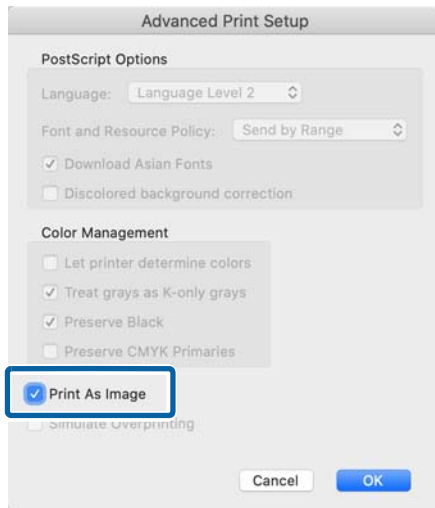 Advanced Print Setup
PostScript Options
Language: Language Level 2
Font and Resource Policy: Send by Range
Download Asian Fonts
Discolored background correction
Color Management
Let printer determine colors
Treat grays as K-only grays
Preserve Black
Preserve CMYK Primaries
Print As Image
Simulate Overprinting
Cancel OK